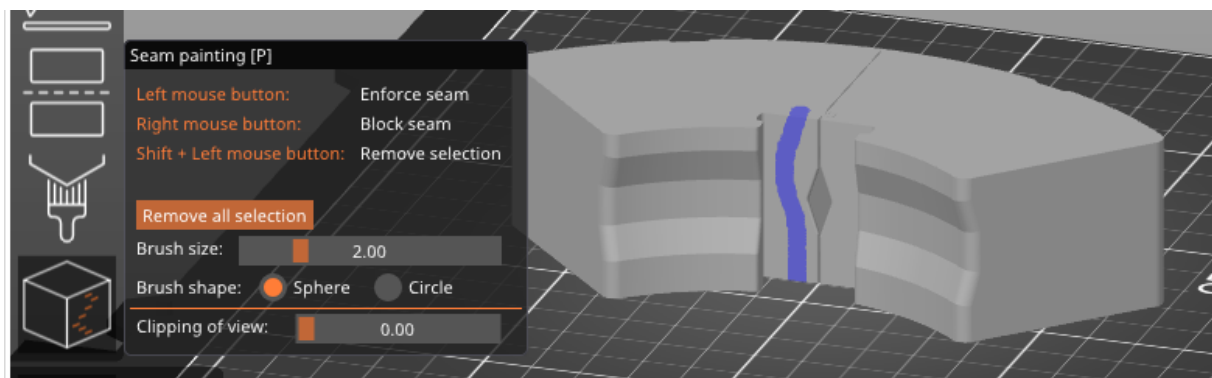 Seam painting [P]
Left mouse button: Enforce seam
Right mouse button: Block seam
Shift + Left mouse button: Remove selection
Remove all selection
Brush size: 2.00
Brush shape: Sphere Circle
Clipping of view: 0.00